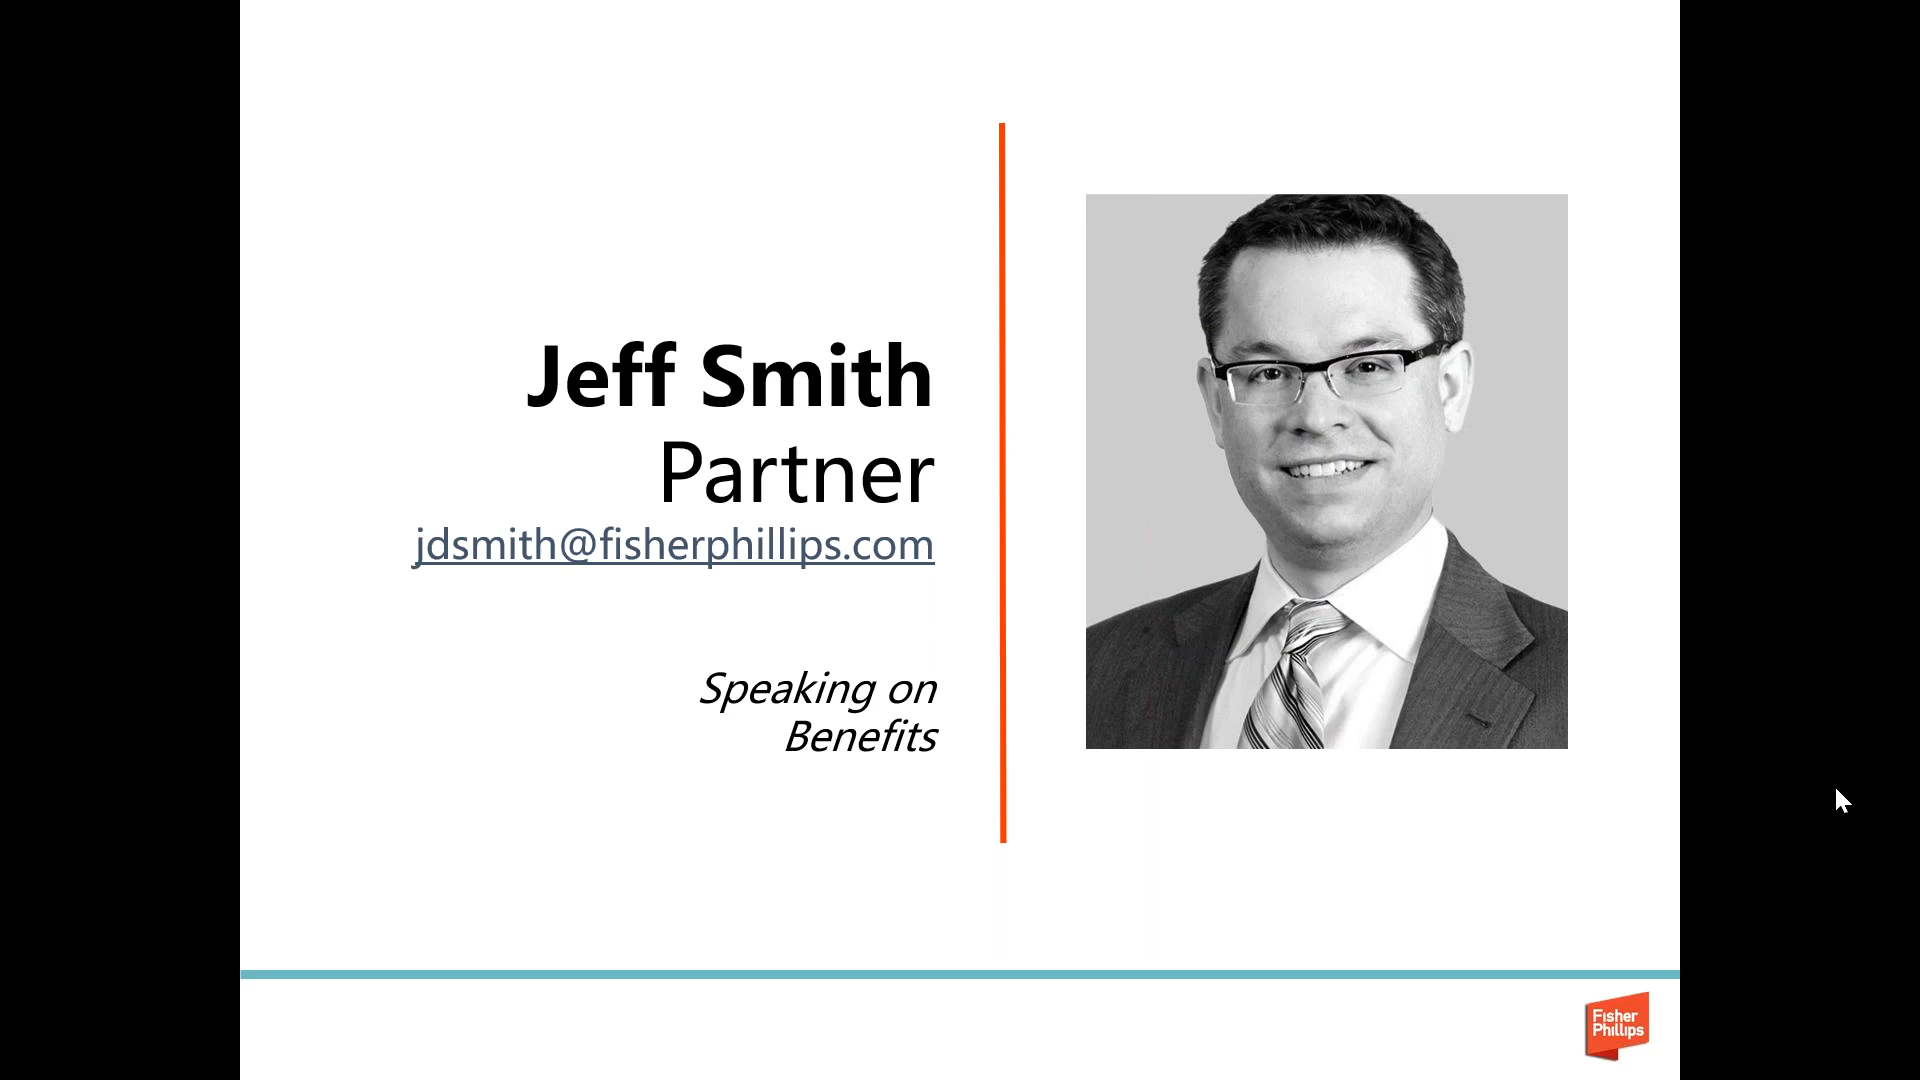 Jeff Smith
Partner
jdsmith@fisherphillips.com
Speaking on
Benefits
Fisher
Phillips